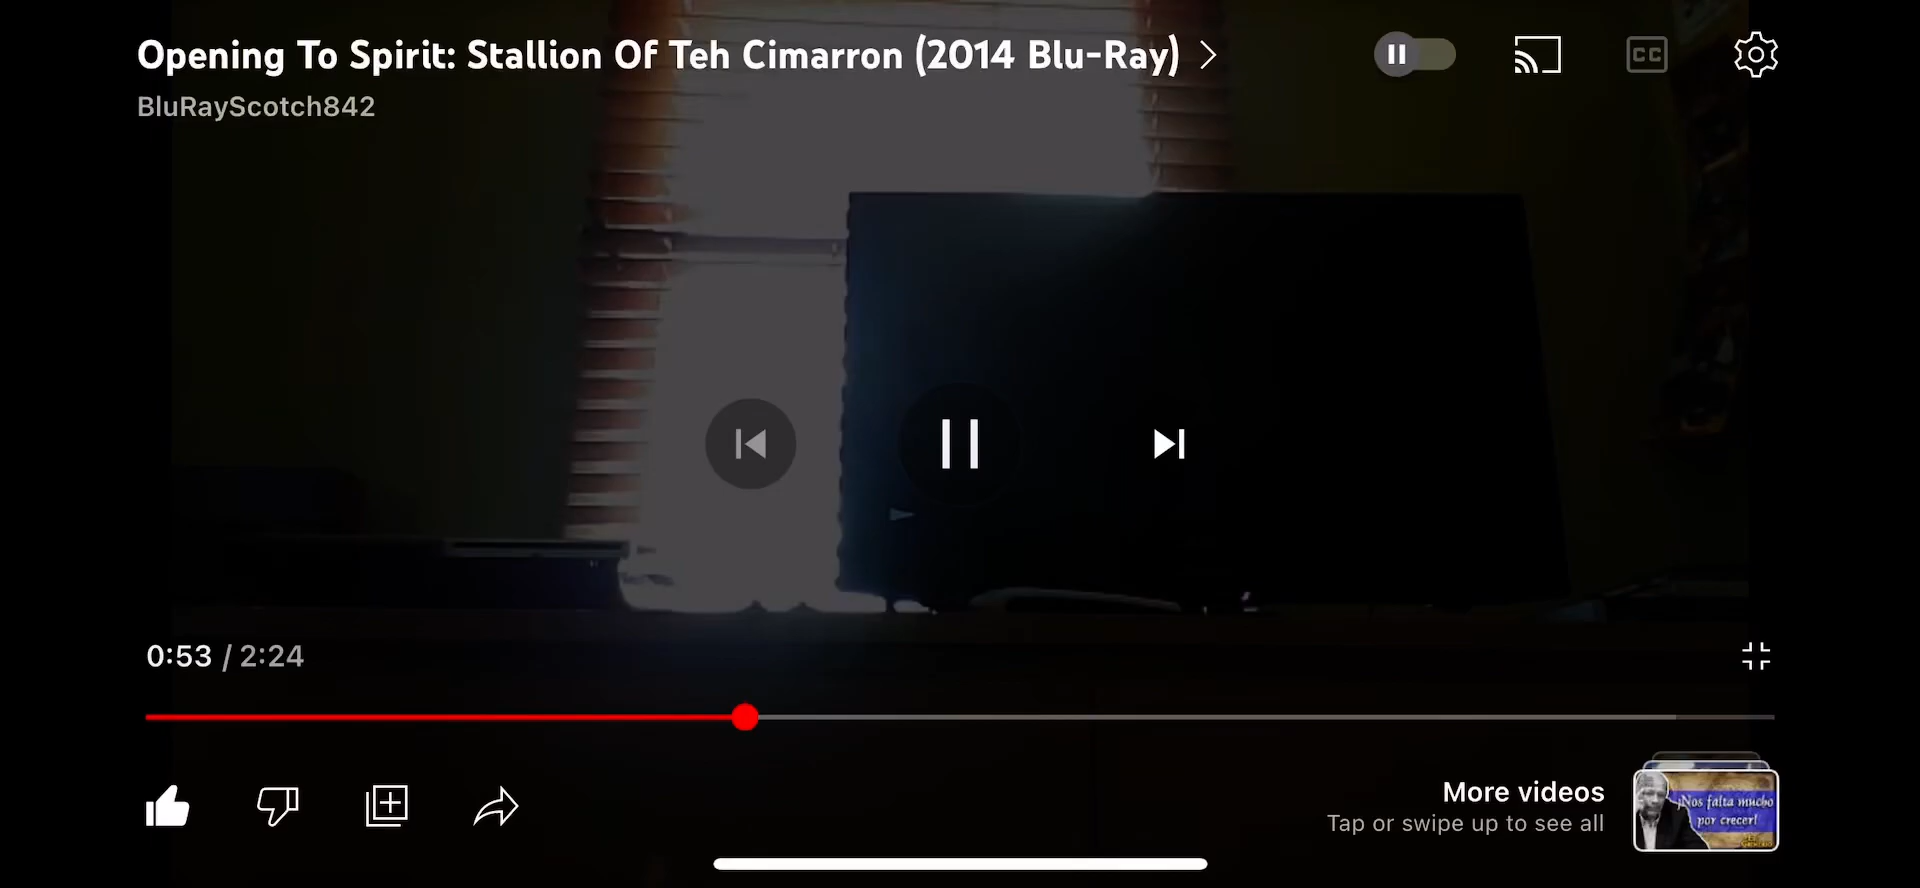 Opening To Spirit: Stallion Of Teh Cimarron (2014 Blu-Ray)
BluRayScotch842
CC
0:53 / 2:24
More videos
Tap or swipe up to see all
¡Nos falta mucho
por crecer!